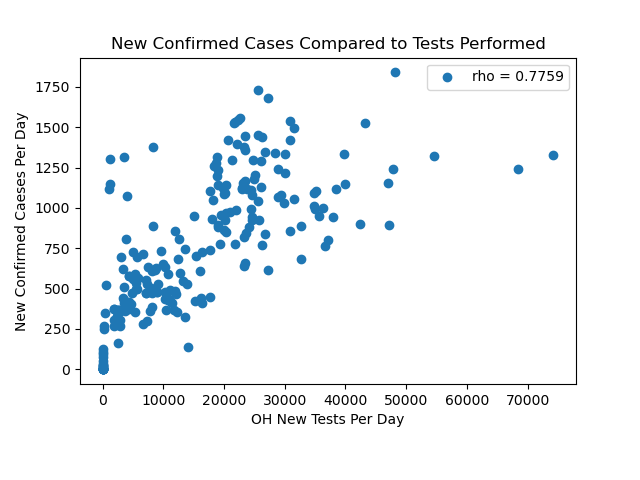 New Confirmed Cases Compared to Tests Performed
rho = 0.7759
1750
1500
1250
1000
750
500
250
0
New Confirmed Caeses Per Day
0 10000 20000 30000 40000 50000 60000 70000
OH New Tests Per Day